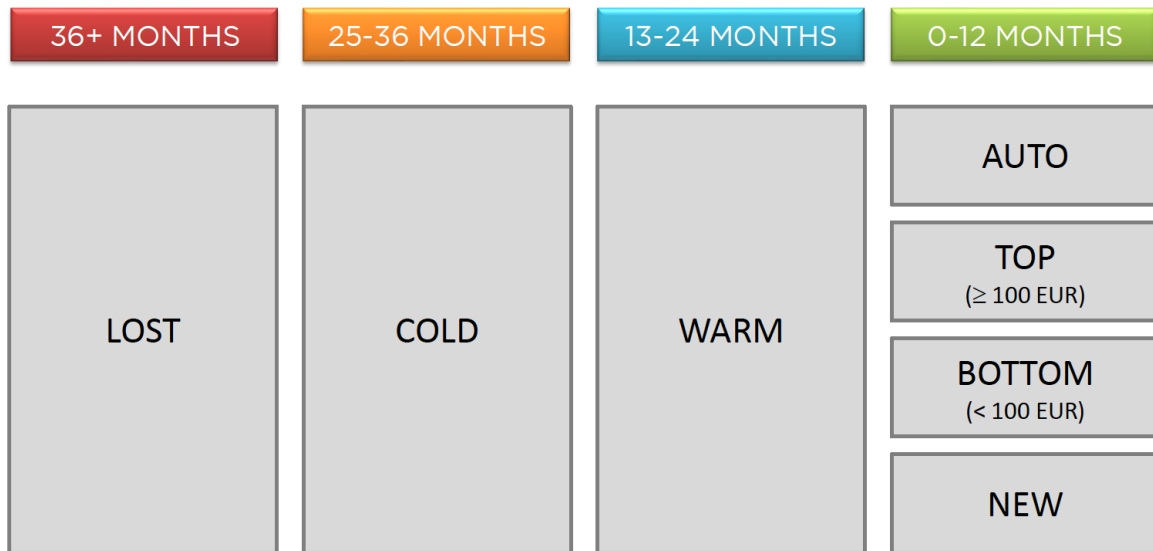 36+ MONTHS
25-36 MONTHS
13-24 MONTHS
0-12 MONTHS
LOST
COLD
WARM
AUTO
TOP
(≥ 100 EUR)
BOTTOM
(< 100 EUR)
NEW